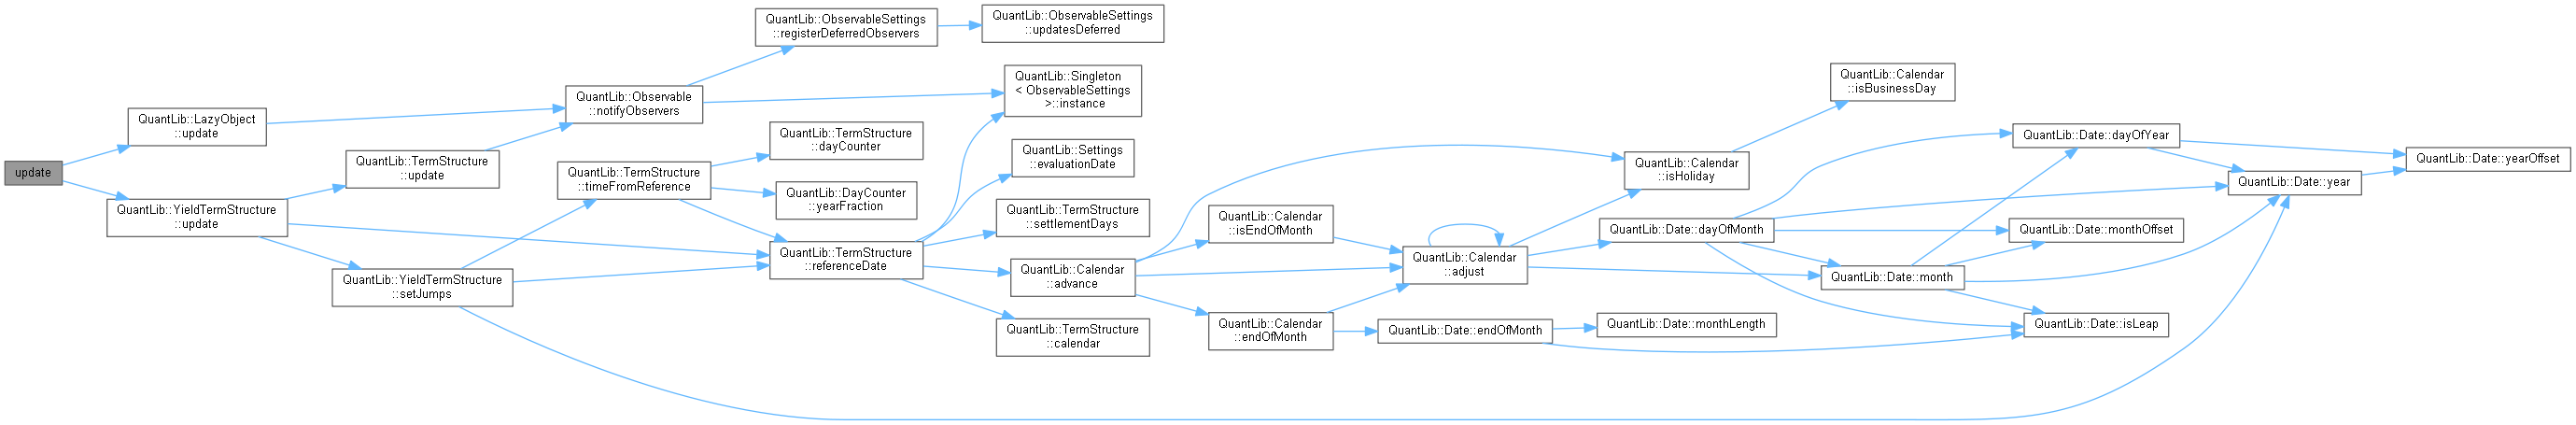 update
QuantLib::LazyObject
::update
QuantLib::YieldTermStructure
::update
QuantLib::TermStructure
::update
QuantLib::YieldTermStructure
::setJumps
QuantLib::Observable
::notifyObservers
QuantLib::TermStructure
::timeFromReference
QuantLib::ObservableSettings
::registerDeferredObservers
QuantLib::TermStructure
::dayCounter
QuantLib::DayCounter
::yearFraction
QuantLib::TermStructure
::referenceDate
QuantLib::ObservableSettings
::updatesDeferred
QuantLib::Singleton
< ObservableSettings
>::instance
QuantLib::Settings
::evaluationDate
QuantLib::TermStructure
::settlementDays
QuantLib::Calendar
::advance
QuantLib::TermStructure
::calendar
QuantLib::Calendar
::isEndOfMonth
QuantLib::Calendar
::endOfMonth
QuantLib::Calendar
::adjust
QuantLib::Date::endOfMonth
QuantLib::Calendar
::isHoliday
QuantLib::Date::dayOfMonth
QuantLib::Date::monthLength
QuantLib::Calendar
::isBusinessDay
QuantLib::Date::month
QuantLib::Date::dayOfYear
QuantLib::Date::monthOffset
QuantLib::Date::isLeap
QuantLib::Date::year
QuantLib::Date::yearOffset